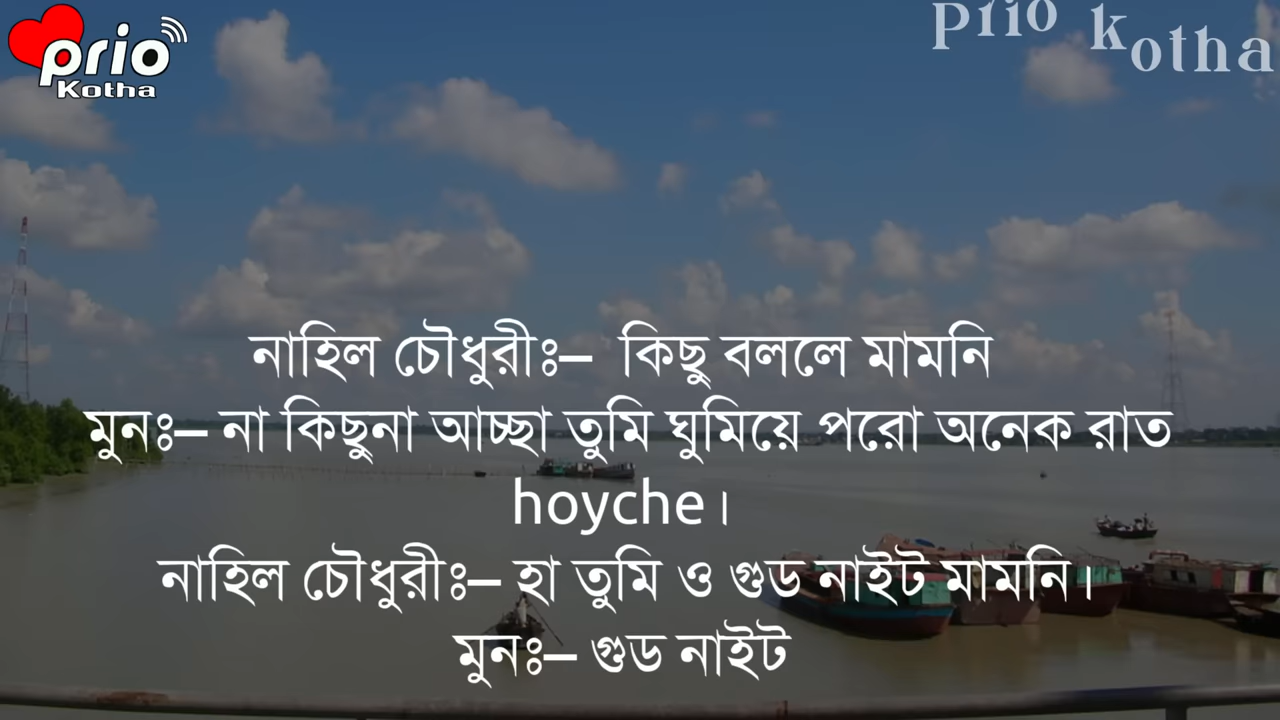 prio
Kotha
prio kotha
নাহিল চৌধুরীঃ– কিছু বললে মামনি
মুনঃ– না কিছুনা আচ্ছা তুমি ঘুমিয়ে পরো অনেক রাত
hoyche।
নাহিল চৌধুরীঃ– হা তুমি ও গুড নাইট মামনি।
মুনঃ– গুড নাইট